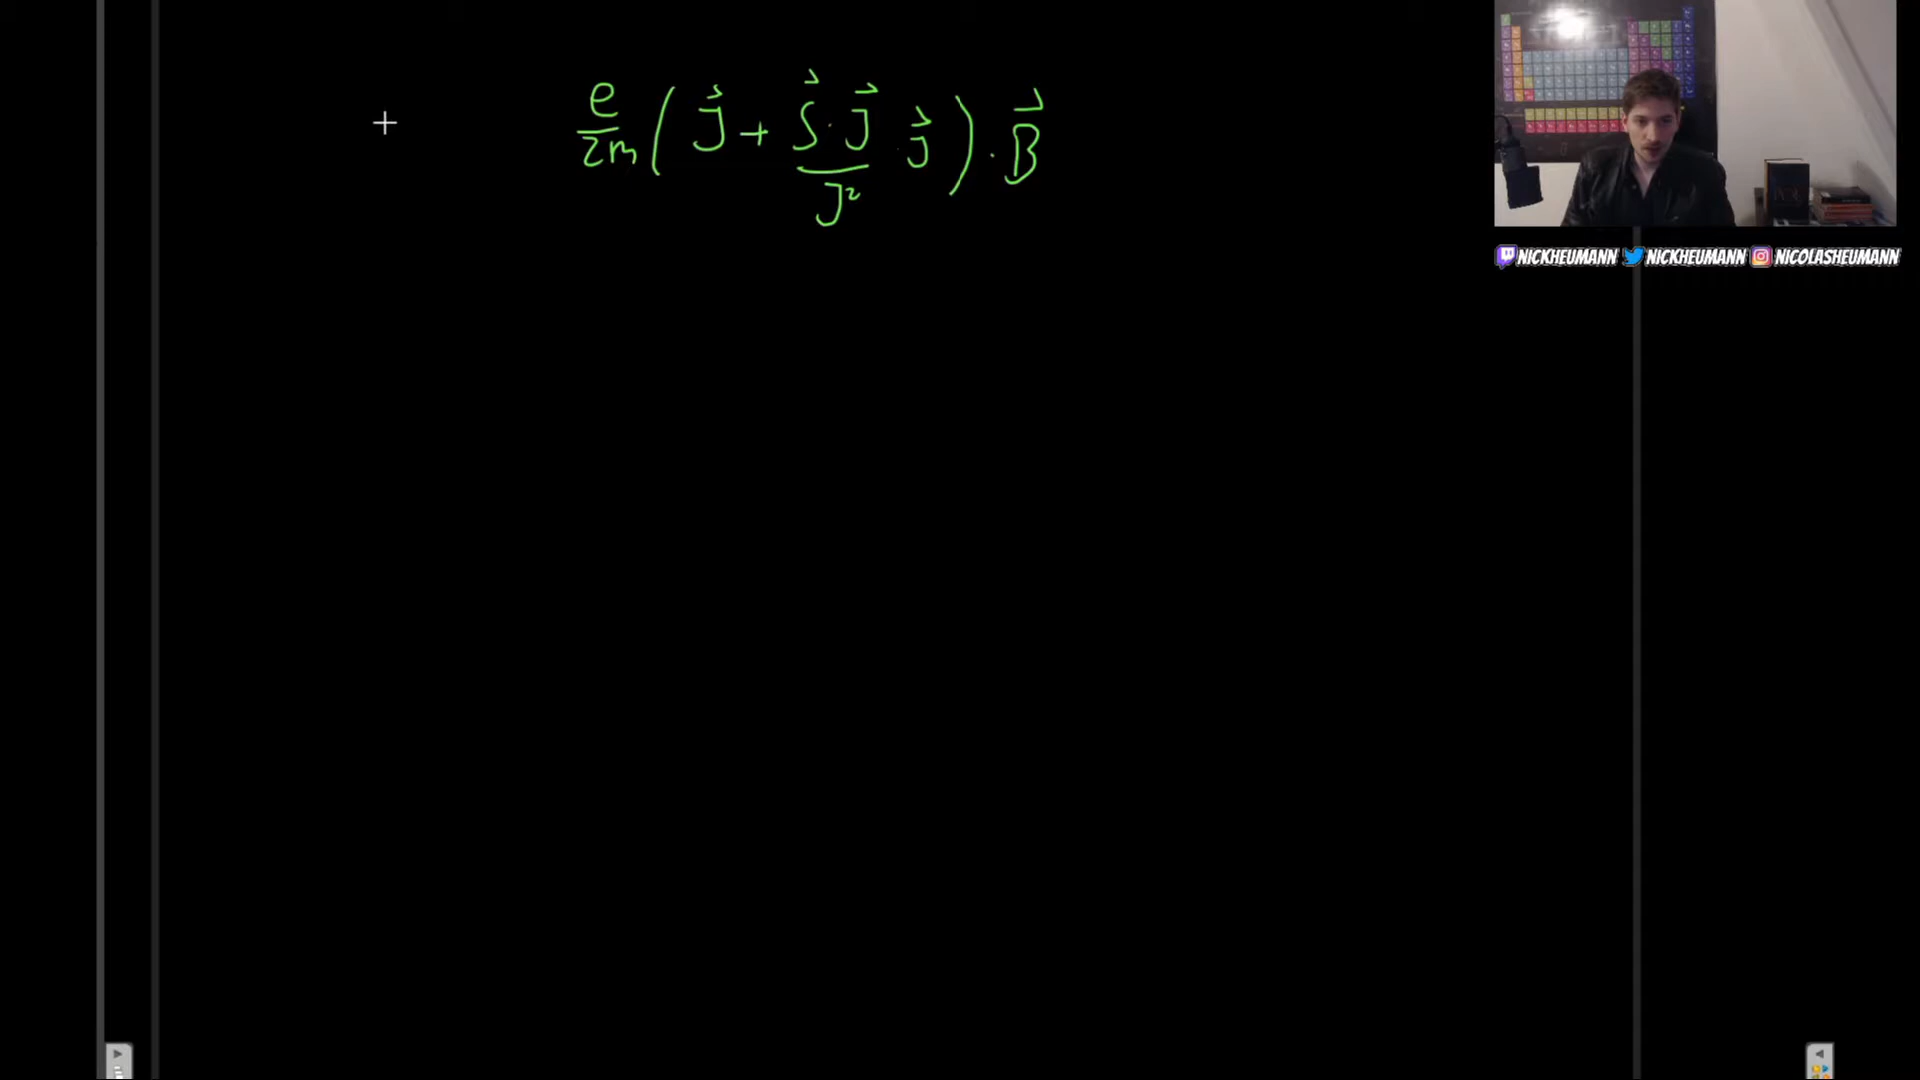 e/2m ( J⃗ + S⃗·J⃗/J² J⃗ ) · B⃗
NICKHEUMANN NICKHEUMANN NICOLASHEUMANN